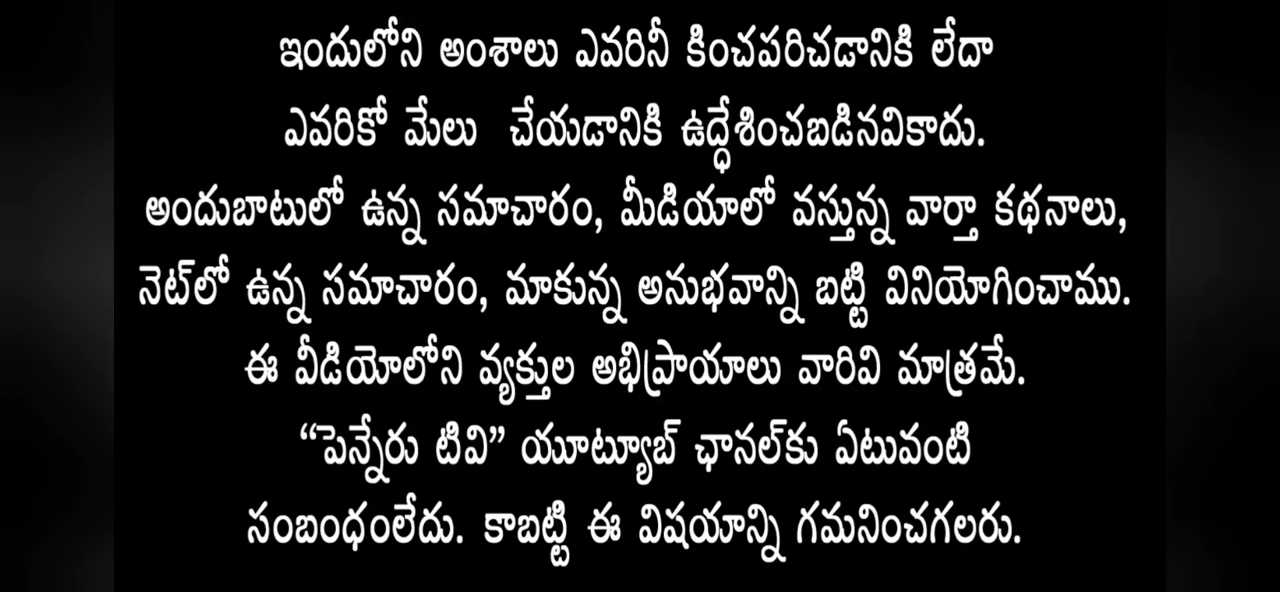 ఇందులోని అంశాలు ఎవరినీ కించపరిచడానికి లేదా
ఎవరికో మేలు చేయడానికి ఉద్ధేశించబడినవికాదు.
అందుబాటులో ఉన్న సమాచారం, మీడియాలో వస్తున్న వార్తా కథనాలు,
నెట్‌లో ఉన్న సమాచారం, మాకున్న అనుభవాన్ని బట్టి వినియోగించాము.
ఈ వీడియోలోని వ్యక్తుల అభిప్రాయాలు వారివి మాత్రమే.
“పెన్నేరు టివి” యూట్యూబ్ ఛానల్‌కు ఏటువంటి
సంబంధంలేదు. కాబట్టి ఈ విషయాన్ని గమనించగలరు.